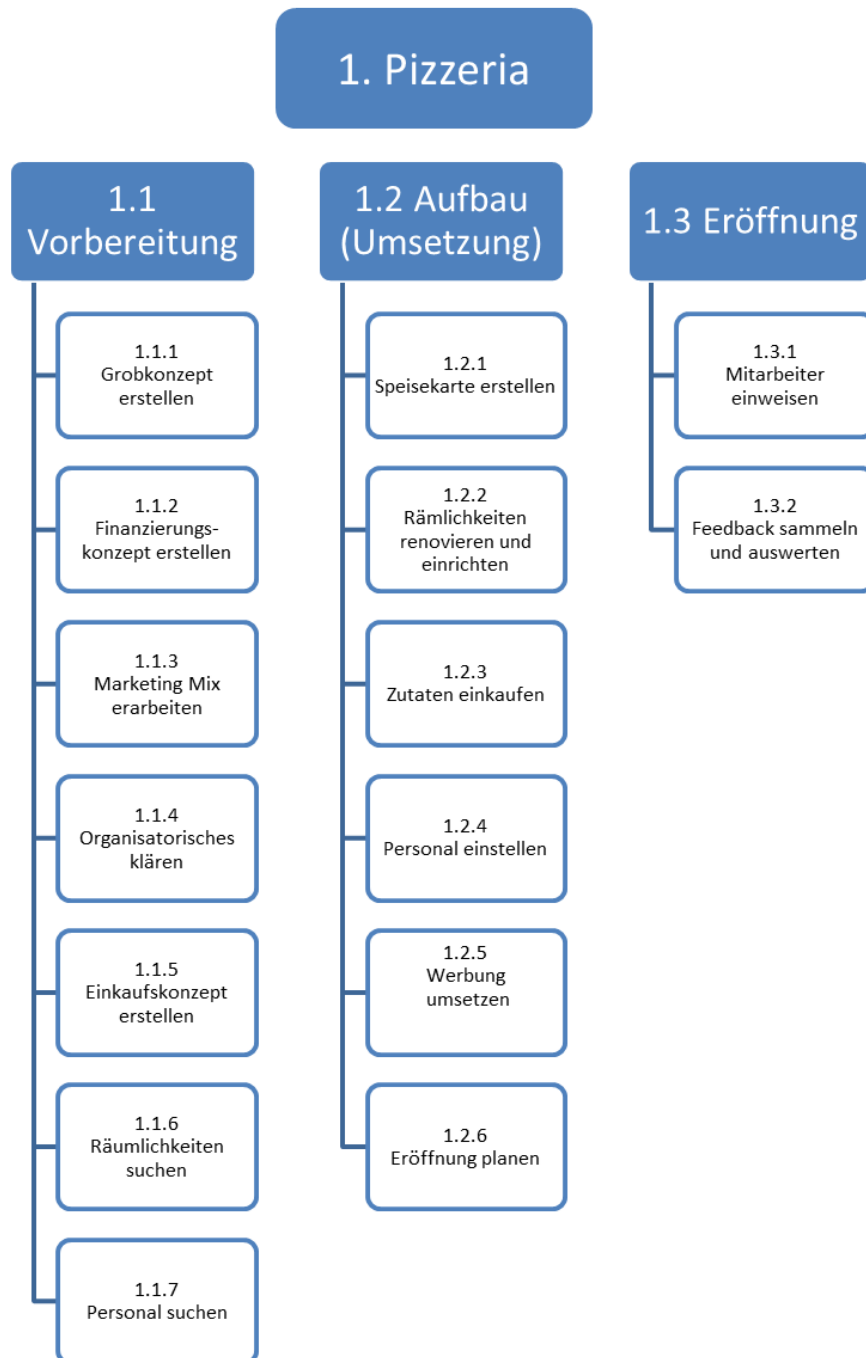 1. Pizzeria
1.1
Vorbereitung
1.1.1
Grobkonzept
erstellen
1.1.2
Finanzierungs-
konzept erstellen
1.1.3
Marketing Mix
erarbeiten
1.1.4
Organisatorisches
klären
1.1.5
Einkaufskonzept
erstellen
1.1.6
Räumlichkeiten
suchen
1.1.7
Personal suchen
1.2 Aufbau
(Umsetzung)
1.2.1
Speisekarte erstellen
1.2.2
Rämlichkeiten
renovieren und
einrichten
1.2.3
Zutaten einkaufen
1.2.4
Personal einstellen
1.2.5
Werbung
umsetzen
1.2.6
Eröffnung planen
1.3 Eröffnung
1.3.1
Mitarbeiter
einweisen
1.3.2
Feedback sammeln
und auswerten